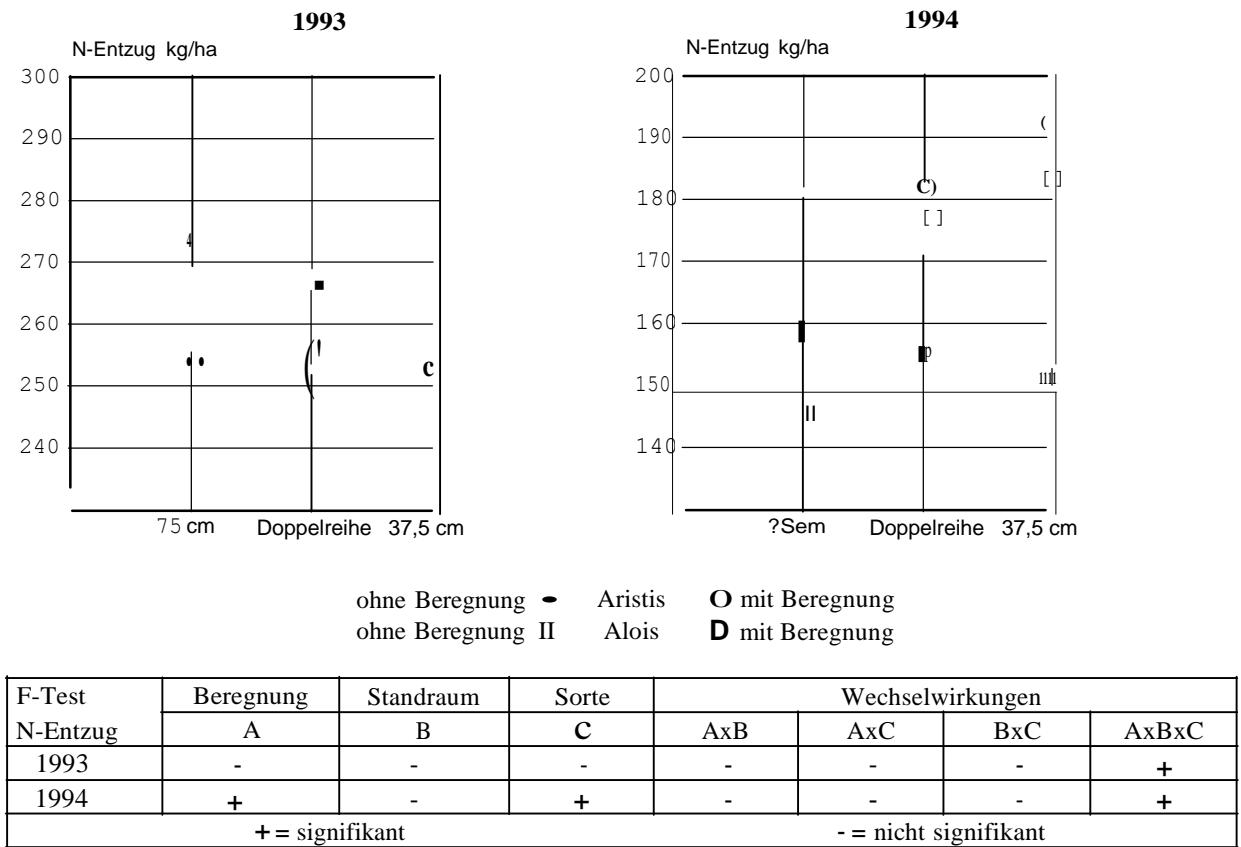 1993
N-Entzug kg/ha
300
290
280
270
260
250
240
75 cm Doppelreihe 37,5 cm
1994
N-Entzug kg/ha
200
190
180
170
160
150
140
?Sem Doppelreihe 37,5 cm
ohne Beregnung Aristis O mit Beregnung
ohne Beregnung II Alois D mit Beregnung
F-Test Beregnung Standraum Sorte Wechselwirkungen
N-Entzug A B C AxB AxC BxC AxBxC
1993 - - - - - - +
1994 + - + - - - +
+ = signifikant - = nicht signifikant